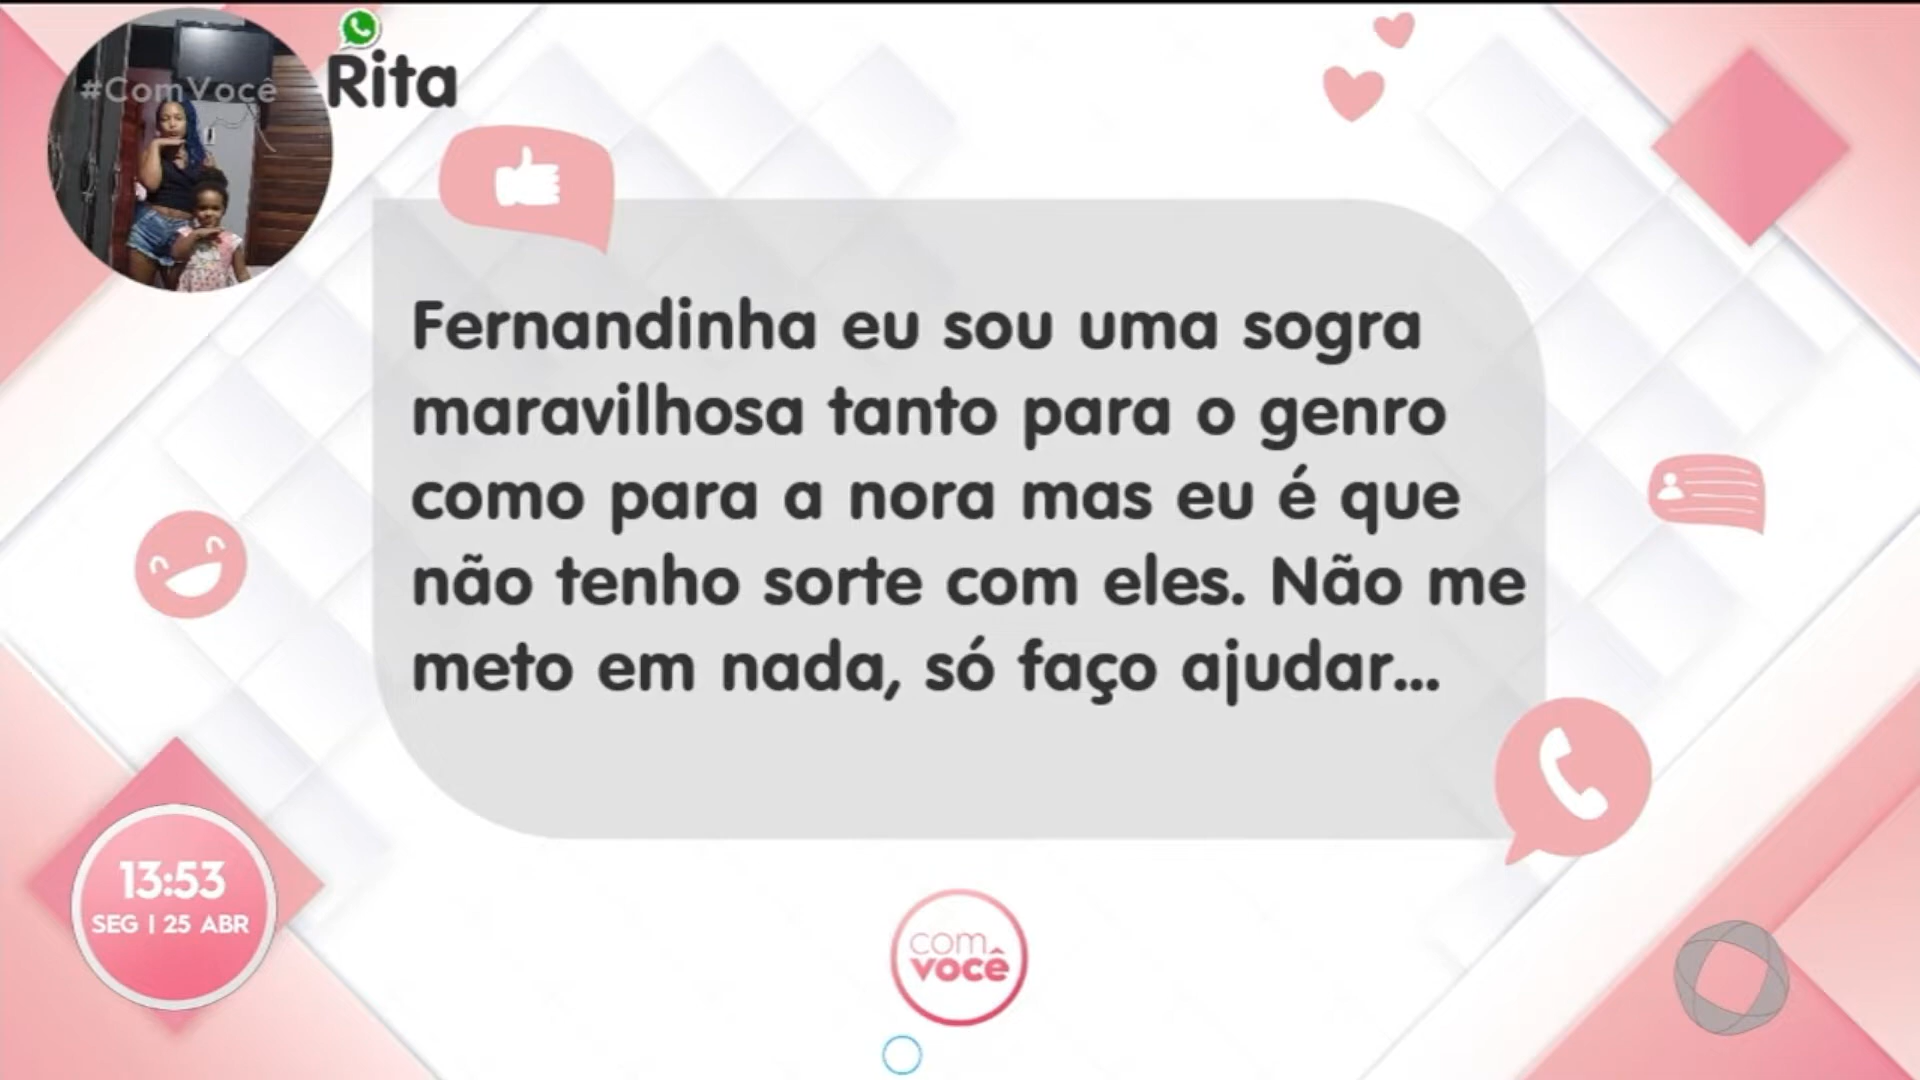 #ComVocê
Rita
Fernandinha eu sou uma sogra
maravilhosa tanto para o genro
como para a nora mas eu é que
não tenho sorte com eles. Não me
meto em nada, só faço ajudar...
13:53
SEG | 25 ABR
com
você